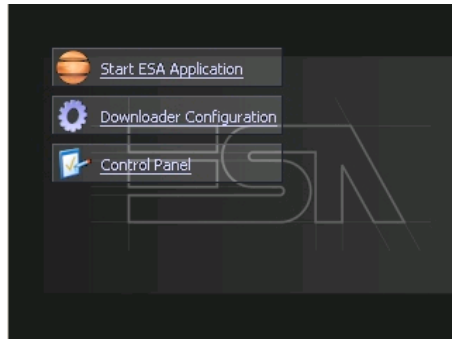 Start ESA Application
Downloader Configuration
Control Panel
ESA